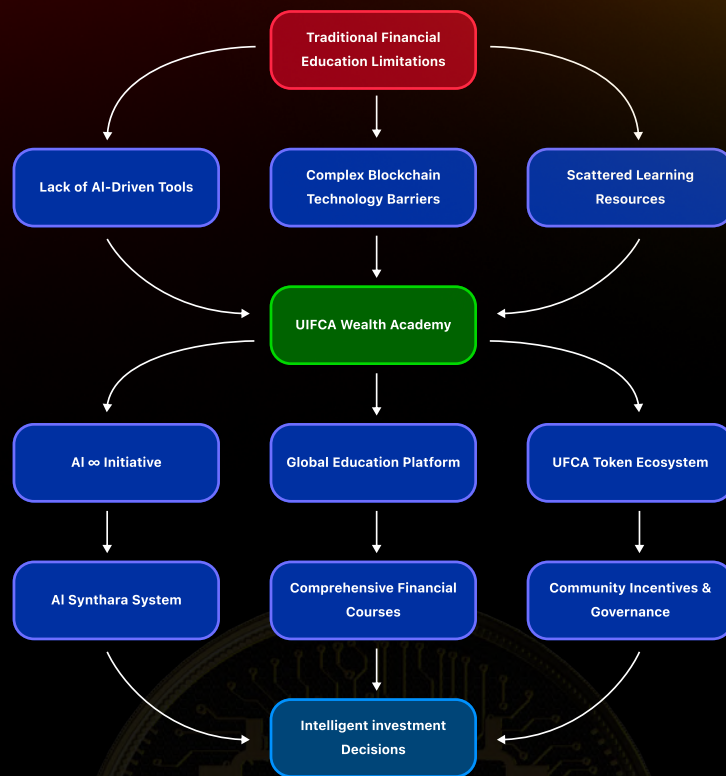 Traditional Financial
Education Limitations
Lack of AI-Driven Tools
Complex Blockchain
Technology Barriers
Scattered Learning
Resources
UIFCA Wealth Academy
AI ∞ Initiative
Global Education Platform
UFCA Token Ecosystem
AI Synthara System
Comprehensive Financial
Courses
Community Incentives &
Governance
Intelligent investment
Decisions